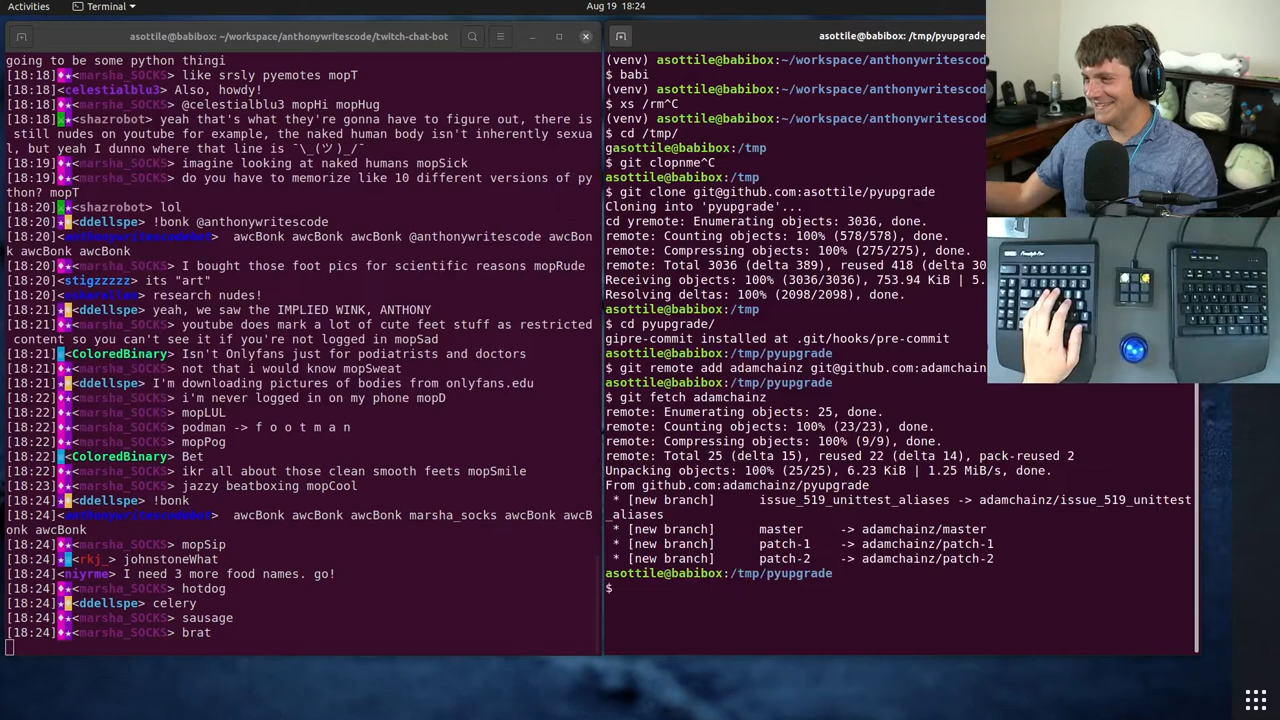 Activities
Terminal
Aug 19 18:24
asottile@babibox: ~/workspace/anthonywritescode/twitch-chat-bot
going to be some python thingi
[18:18]<marsha_SOCKS> like srsly pyemotes mopT
[18:18]<celestialblu3> Also, howdy!
[18:18]<marsha_SOCKS> @celestialblu3 mopHi mopHug
[18:18]<shazrobot> yeah that's what they're gonna have to figure out, there is
still nudes on youtube for example, the naked human body isn't inherently sexua
l, but yeah I dunno where that line is ¯\_(ツ)_/¯
[18:19]<marsha_SOCKS> imagine looking at naked humans mopSick
[18:19]<marsha_SOCKS> do you have to memorize like 10 different versions of py
thon? mopT
[18:20]<shazrobot> lol
[18:20]<ddellspe> !bonk @anthonywritescode
[18:20]<anthonywritescodebot> awcBonk awcBonk awcBonk @anthonywritescode awcBon
k awcBonk awcBonk
[18:20]<marsha_SOCKS> I bought those foot pics for scientific reasons mopRude
[18:20]<stigzzzzz> its "art"
[18:20] research nudes!
[18:21]<ddellspe> yeah, we saw the IMPLIED_WINK, ANTHONY
[18:21]<marsha_SOCKS> youtube does mark a lot of cute feet stuff as restricted
content so you can't see it if you're not logged in mopSad
[18:21]<ColoredBinary> Isn't Onlyfans just for podiatrists and doctors
[18:21]<marsha_SOCKS> not that i would know mopSweat
[18:21]<ddellspe> I'm downloading pictures of bodies from onlyfans.edu
[18:21]<marsha_SOCKS> i'm never logged in on my phone mopD
[18:22]<marsha_SOCKS> mopLUL
[18:22]<marsha_SOCKS> podman -> f o o t m a n
[18:22]<marsha_SOCKS> mopPog
[18:22]<ColoredBinary> Bet
[18:22]<marsha_SOCKS> ikr all about those clean smooth feets mopSmile
[18:23]<marsha_SOCKS> jazzy beatboxing mopCool
[18:24]<ddellspe> !bonk
[18:24]<anthonywritescodebot> awcBonk awcBonk awcBonk marsha_socks awcBonk awcB
onk awcBonk
[18:24]<marsha_SOCKS> mopSip
[18:24]<rkj_> johnstoneWhat
[18:24]<niyrme> I need 3 more food names. go!
[18:24]<marsha_SOCKS> hotdog
[18:24]<ddellspe> celery
[18:24]<marsha_SOCKS> sausage
[18:24]<marsha_SOCKS> brat
asottile@babibox: /tmp/pyupgrade
(venv) asottile@babibox:~/workspace/anthonywritescod
$ babi
(venv) asottile@babibox:~/workspace/anthonywritescod
$ xs /rm^C
(venv) asottile@babibox:~/workspace/anthonywritescod
$ cd /tmp/
gasottile@babibox:/tmp
$ git clopnme^C
asottile@babibox:/tmp
$ git clone git@github.com:asottile/pyupgrade
Cloning into 'pyupgrade'...
cd yremote: Enumerating objects: 3036, done.
remote: Counting objects: 100% (578/578), done.
remote: Compressing objects: 100% (275/275), done.
remote: Total 3036 (delta 389), reused 418 (delta 30
Receiving objects: 100% (3036/3036), 753.94 KiB | 5.
Resolving deltas: 100% (2098/2098), done.
asottile@babibox:/tmp
$ cd pyupgrade/
gipre-commit installed at .git/hooks/pre-commit
asottile@babibox:/tmp/pyupgrade
$ git remote add adamchainz git@github.com:adamchain
asottile@babibox:/tmp/pyupgrade
$ git fetch adamchainz
remote: Enumerating objects: 25, done.
remote: Counting objects: 100% (23/23), done.
remote: Compressing objects: 100% (9/9), done.
remote: Total 25 (delta 15), reused 22 (delta 14), pack-reused 2
Unpacking objects: 100% (25/25), 6.23 KiB | 1.25 MiB/s, done.
From github.com:adamchainz/pyupgrade
* [new branch] issue_519_unittest_aliases -> adamchainz/issue_519_unittest
_aliases
* [new branch] master -> adamchainz/master
* [new branch] patch-1 -> adamchainz/patch-1
* [new branch] patch-2 -> adamchainz/patch-2
asottile@babibox:/tmp/pyupgrade
$